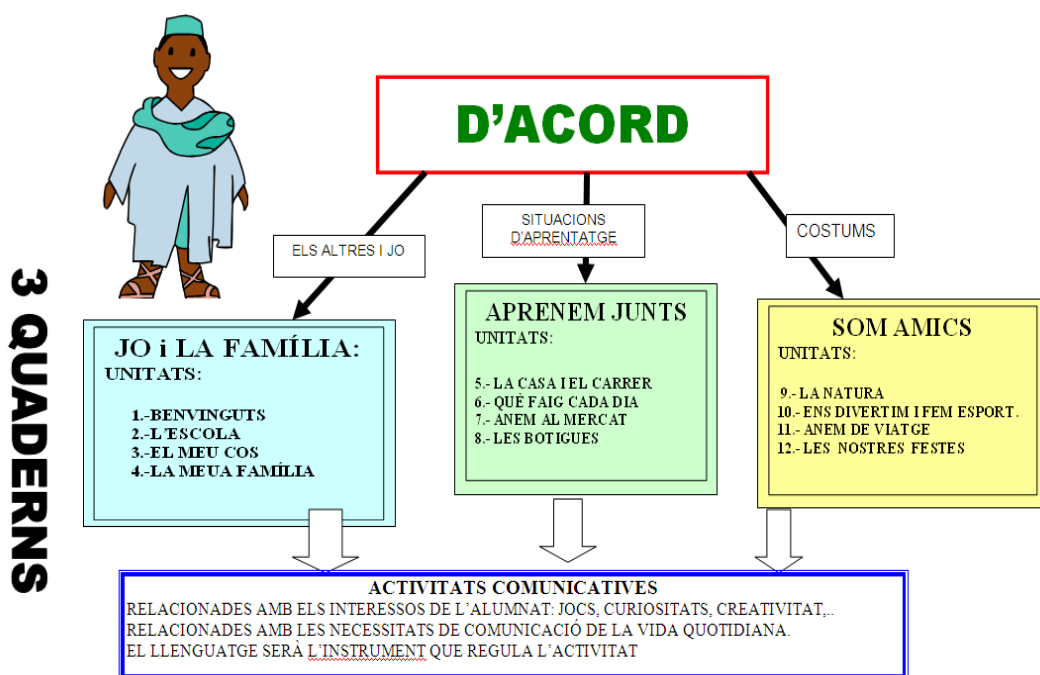 D'ACORD
ELS ALTRES I JO
SITUACIONS
D'APRENTATGE
COSTUMS
3 QUADERNS
JO i LA FAMÍLIA:
UNITATS:
1.-BENVINGUTS
2.-L'ESCOLA
3.-EL MEU COS
4.-LA MEUA FAMÍLIA
APRENEM JUNTS
UNITATS:
5.- LA CASA I EL CARRER
6.- QUÈ FAIG CADA DIA
7.- ANEM AL MERCAT
8.- LES BOTIGUES
SOM AMICS
UNITATS:
9.- LA NATURA
10.- ENS DIVERTIM I FEM ESPORT.
11.- ANEM DE VIATGE
12.- LES NOSTRES FESTES
ACTIVITATS COMUNICATIVES
RELACIONADES AMB ELS INTERESSOS DE L'ALUMNAT: JOCS, CURIOSITATS, CREATIVITAT,..
RELACIONADES AMB LES NECESSITATS DE COMUNICACIÓ DE LA VIDA QUOTIDIANA.
EL LLENGUATGE SERÀ L'INSTRUMENT QUE REGULA L'ACTIVITAT